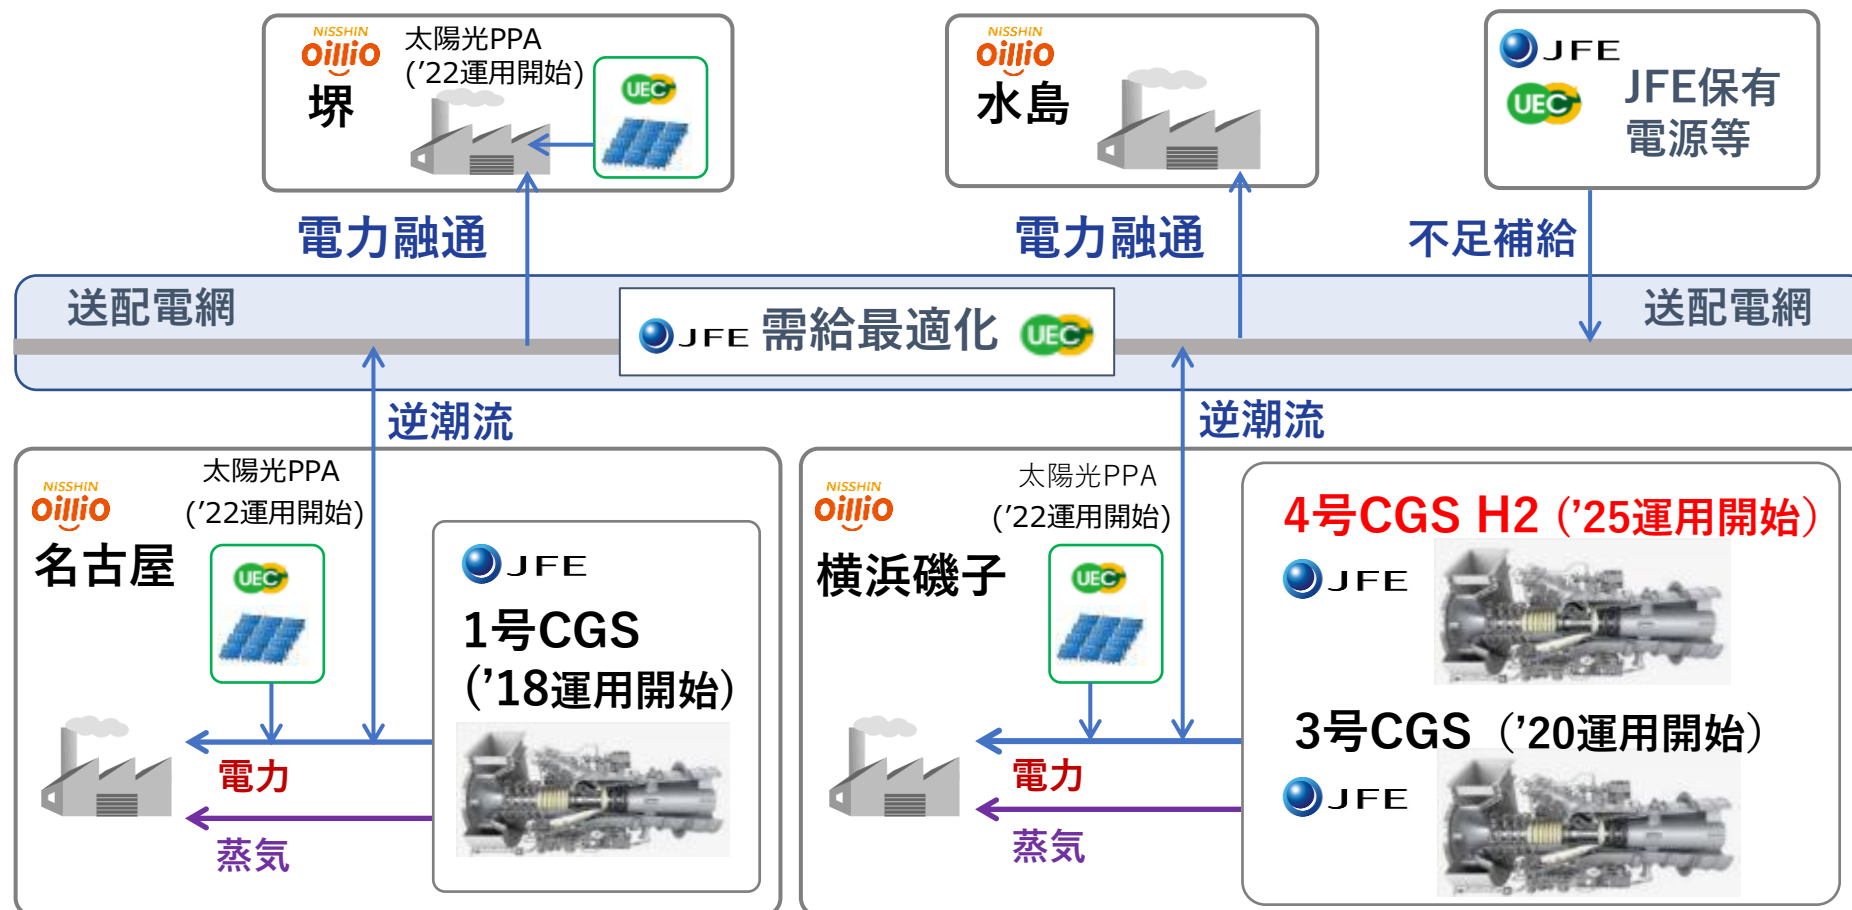 NISSHIN
OilliO
堺
太陽光PPA
(’22運用開始)
UEC
NISSHIN
OilliO
水島
JFE
UEC
JFE保有
電源等
電力融通
電力融通
不足補給
送配電網
JFE 需給最適化 UEC
送配電網
逆潮流
逆潮流
NISSHIN
OilliO
名古屋
太陽光PPA
(’22運用開始)
UEC
JFE
1号CGS
(’18運用開始)
電力
蒸気
NISSHIN
OilliO
横浜磯子
太陽光PPA
(’22運用開始)
UEC
4号CGS H2（’25運用開始）
JFE
3号CGS（’20運用開始）
JFE
電力
蒸気